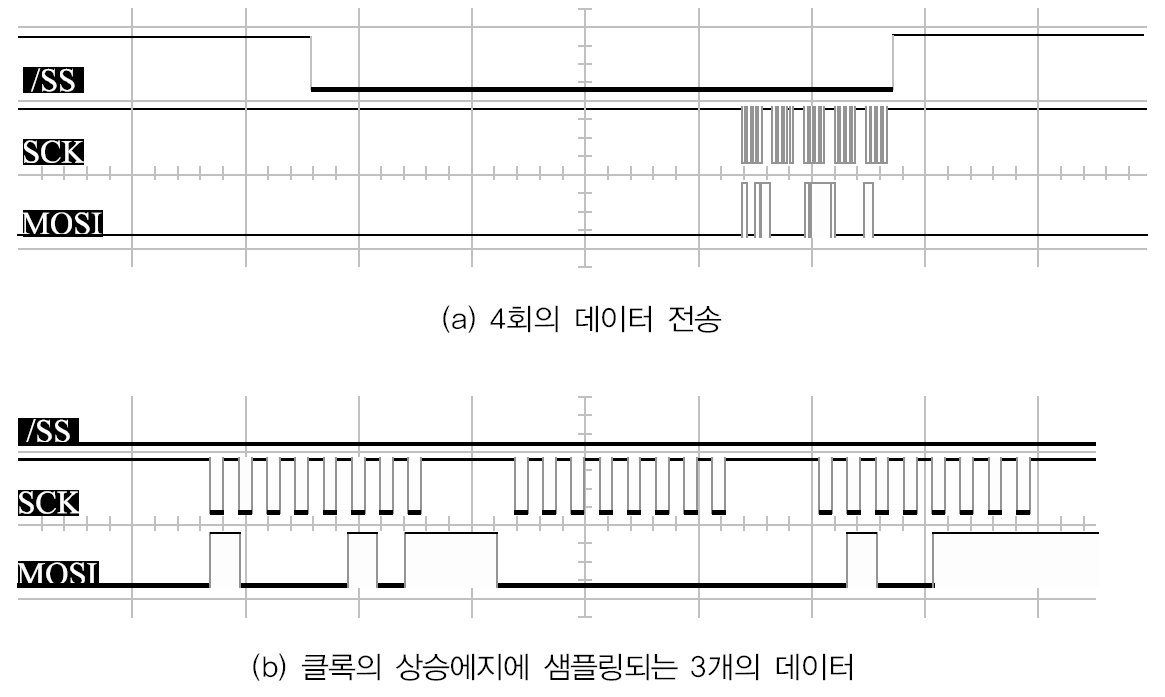 /SS
SCK
MOSI
(a) 4회의 데이터 전송
/SS
SCK
MOSI
(b) 클록의 상승에지에 샘플링되는 3개의 데이터